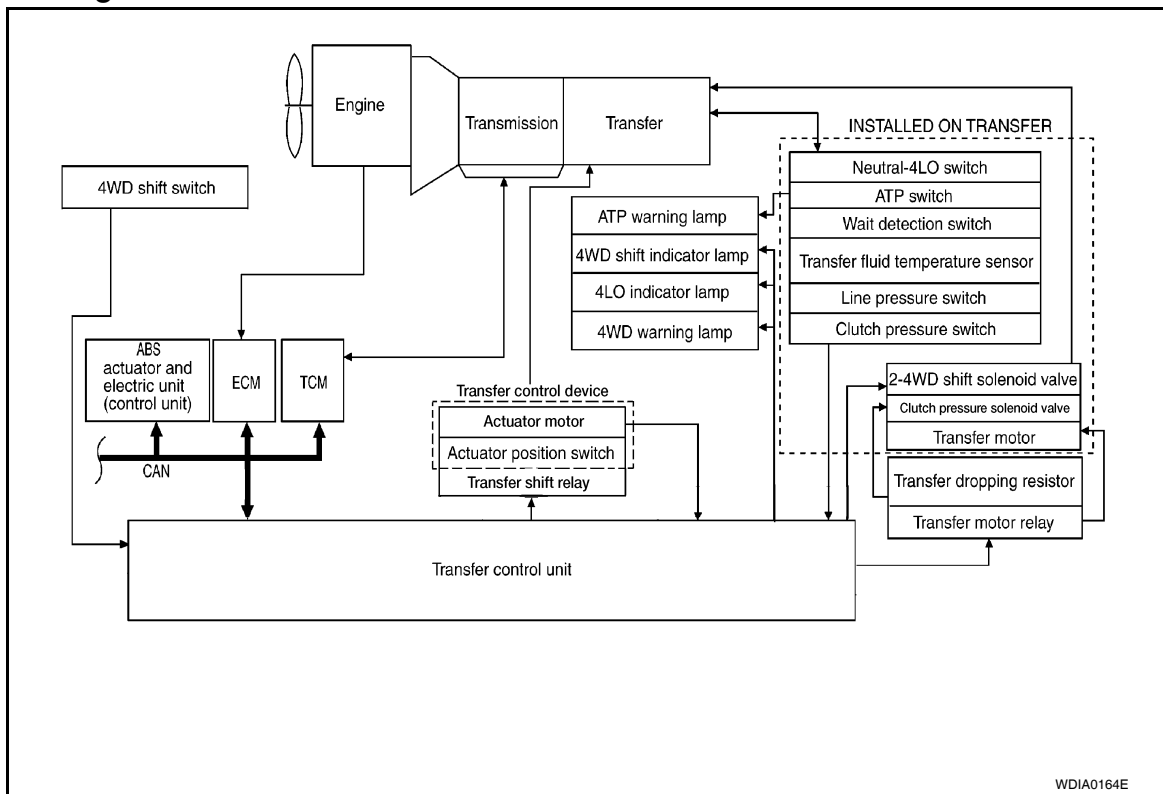 Engine
Transmission
Transfer
INSTALLED ON TRANSFER
Neutral-4LO switch
ATP switch
Wait detection switch
Transfer fluid temperature sensor
Line pressure switch
Clutch pressure switch
4WD shift switch
ATP warning lamp
4WD shift indicator lamp
4LO indicator lamp
4WD warning lamp
ABS
actuator and
electric unit
(control unit)
ECM
TCM
CAN
Transfer control device
Actuator motor
Actuator position switch
Transfer shift relay
2-4WD shift solenoid valve
Clutch pressure solenoid valve
Transfer motor
Transfer dropping resistor
Transfer motor relay
Transfer control unit
WDIA0164E